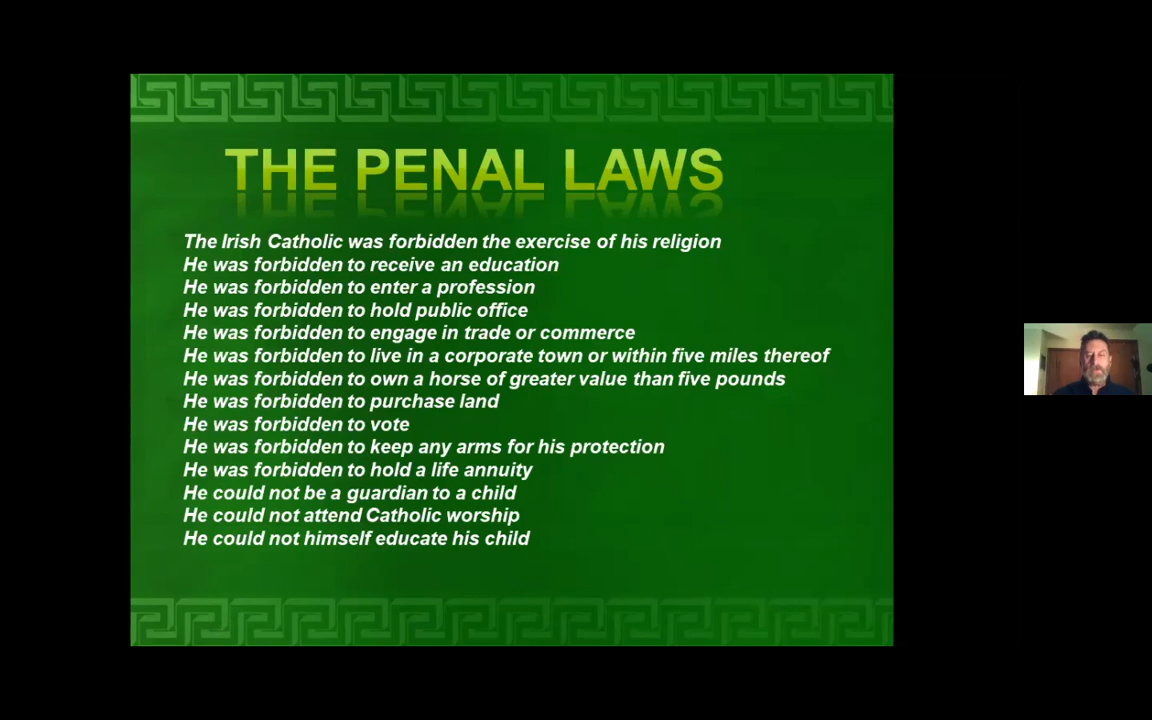 THE PENAL LAWS
The Irish Catholic was forbidden the exercise of his religion
He was forbidden to receive an education
He was forbidden to enter a profession
He was forbidden to hold public office
He was forbidden to engage in trade or commerce
He was forbidden to live in a corporate town or within five miles thereof
He was forbidden to own a horse of greater value than five pounds
He was forbidden to purchase land
He was forbidden to vote
He was forbidden to keep any arms for his protection
He was forbidden to hold a life annuity
He could not be a guardian to a child
He could not attend Catholic worship
He could not himself educate his child